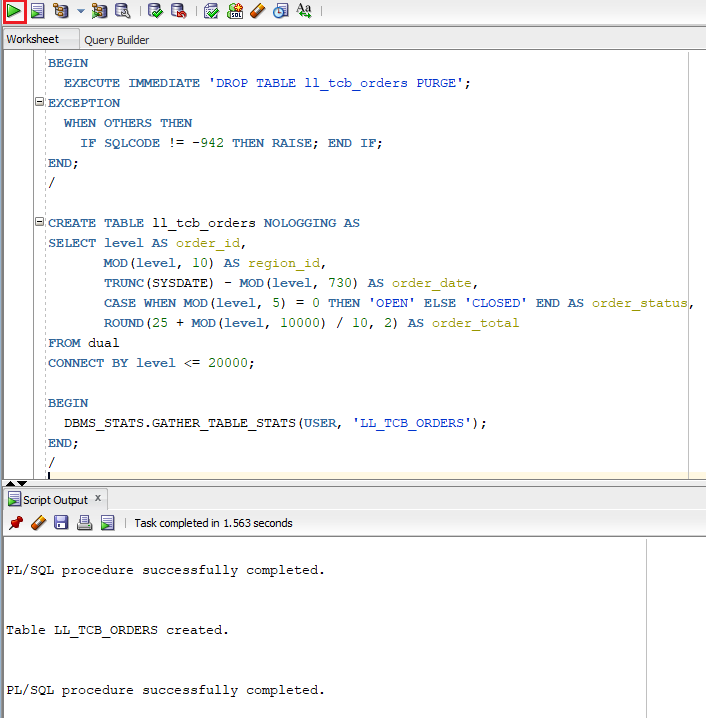 SQL
Aa
Worksheet Query Builder
BEGIN
  EXECUTE IMMEDIATE 'DROP TABLE ll_tcb_orders PURGE';
EXCEPTION
  WHEN OTHERS THEN
    IF SQLCODE != -942 THEN RAISE; END IF;
END;
/
CREATE TABLE ll_tcb_orders NOLOGGING AS
SELECT level AS order_id,
       MOD(level, 10) AS region_id,
       TRUNC(SYSDATE) - MOD(level, 730) AS order_date,
       CASE WHEN MOD(level, 5) = 0 THEN 'OPEN' ELSE 'CLOSED' END AS order_status,
       ROUND(25 + MOD(level, 10000) / 10, 2) AS order_total
FROM dual
CONNECT BY level <= 20000;
BEGIN
  DBMS_STATS.GATHER_TABLE_STATS(USER, 'LL_TCB_ORDERS');
END;
/
Script Output x
Task completed in 1.563 seconds
PL/SQL procedure successfully completed.
Table LL_TCB_ORDERS created.
PL/SQL procedure successfully completed.